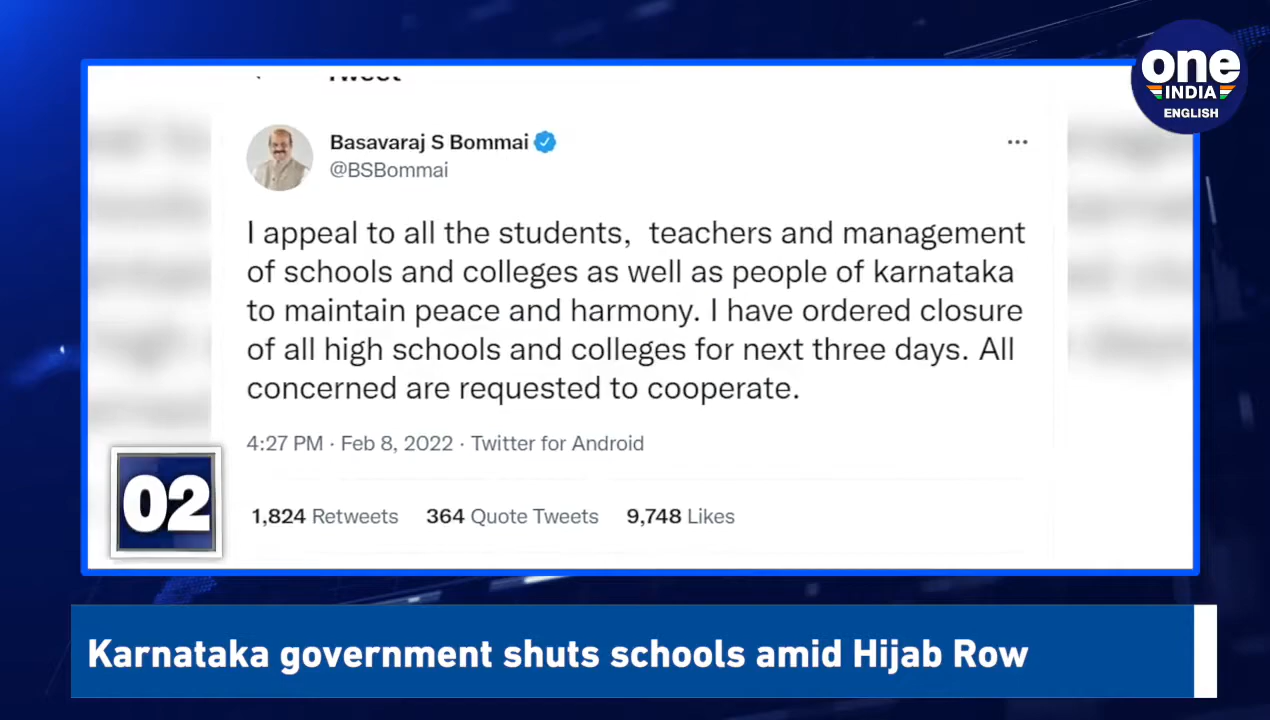 one
INDIA
ENGLISH
Tweet
Basavaraj S Bommai
@BSBommai
I appeal to all the students, teachers and management
of schools and colleges as well as people of karnataka
to maintain peace and harmony. I have ordered closure
of all high schools and colleges for next three days. All
concerned are requested to cooperate.
4:27 PM · Feb 8, 2022 · Twitter for Android
1,824 Retweets 364 Quote Tweets 9,748 Likes
02
Karnataka government shuts schools amid Hijab Row